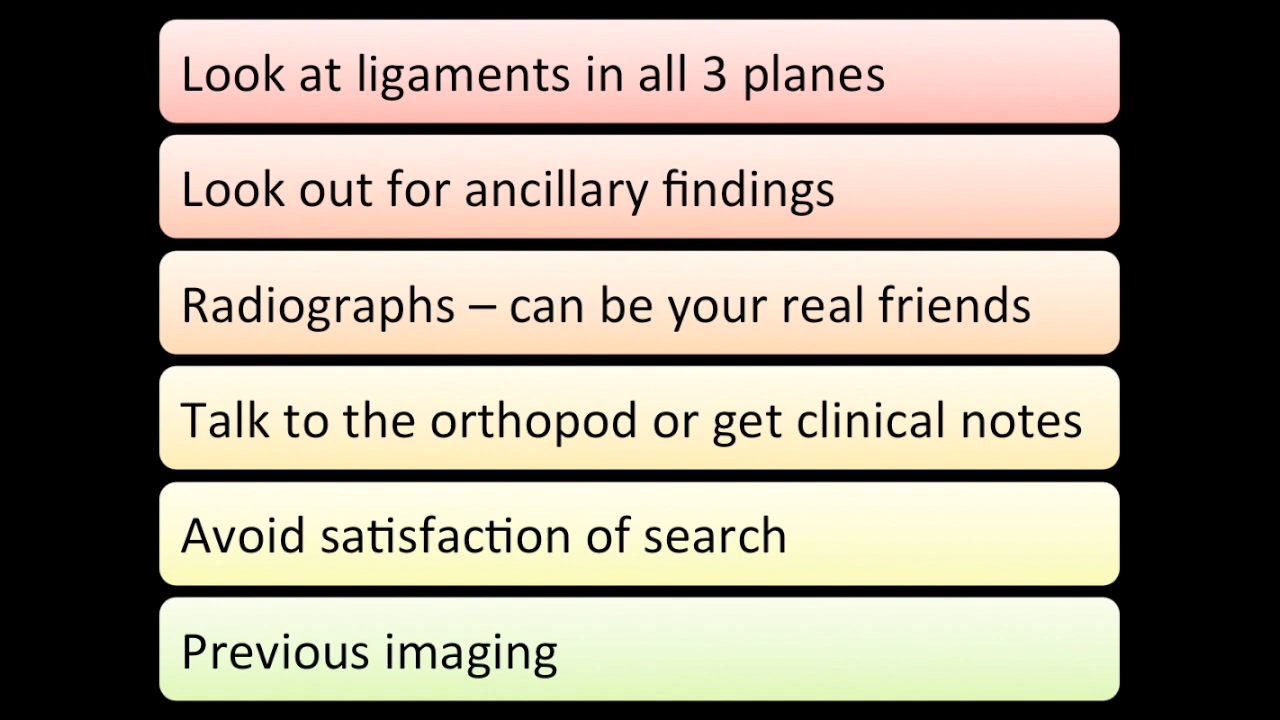 Look at ligaments in all 3 planes
Look out for ancillary findings
Radiographs – can be your real friends
Talk to the orthopod or get clinical notes
Avoid satisfaction of search
Previous imaging